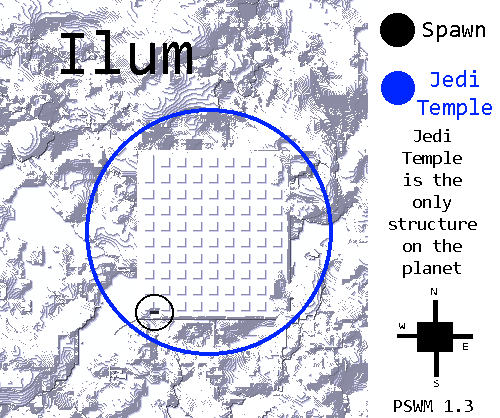 Ilum
Spawn
Jedi
Temple
Jedi
Temple
is the
only
structure
on the
planet
N
W
E
S
PSWM 1.3